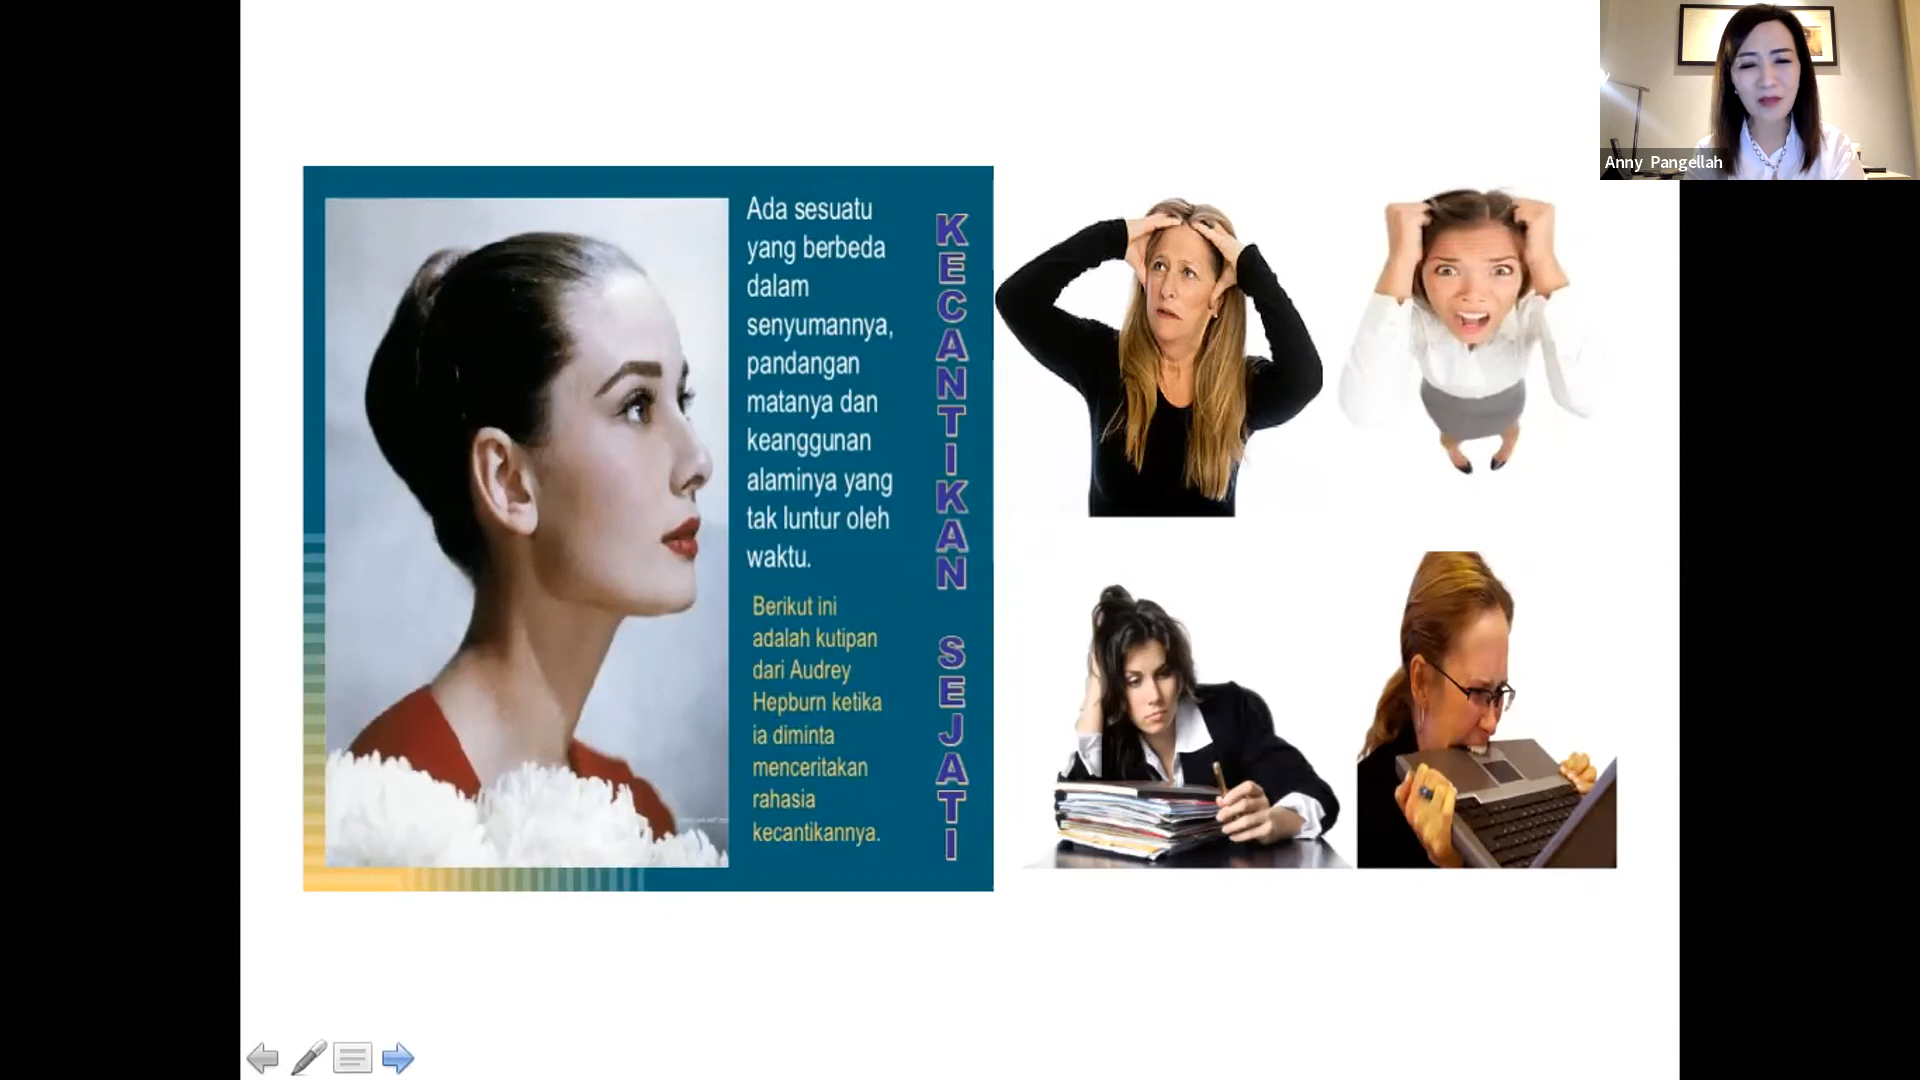 Ada sesuatu
yang berbeda
dalam
senyumannya,
pandangan
matanya dan
keanggunan
alaminya yang
tak luntur oleh
waktu.
Berikut ini
adalah kutipan
dari Audrey
Hepburn ketika
ia diminta
menceritakan
rahasia
kecantikannya.
KECANTIKAN SEJATI
Anny Pangellah